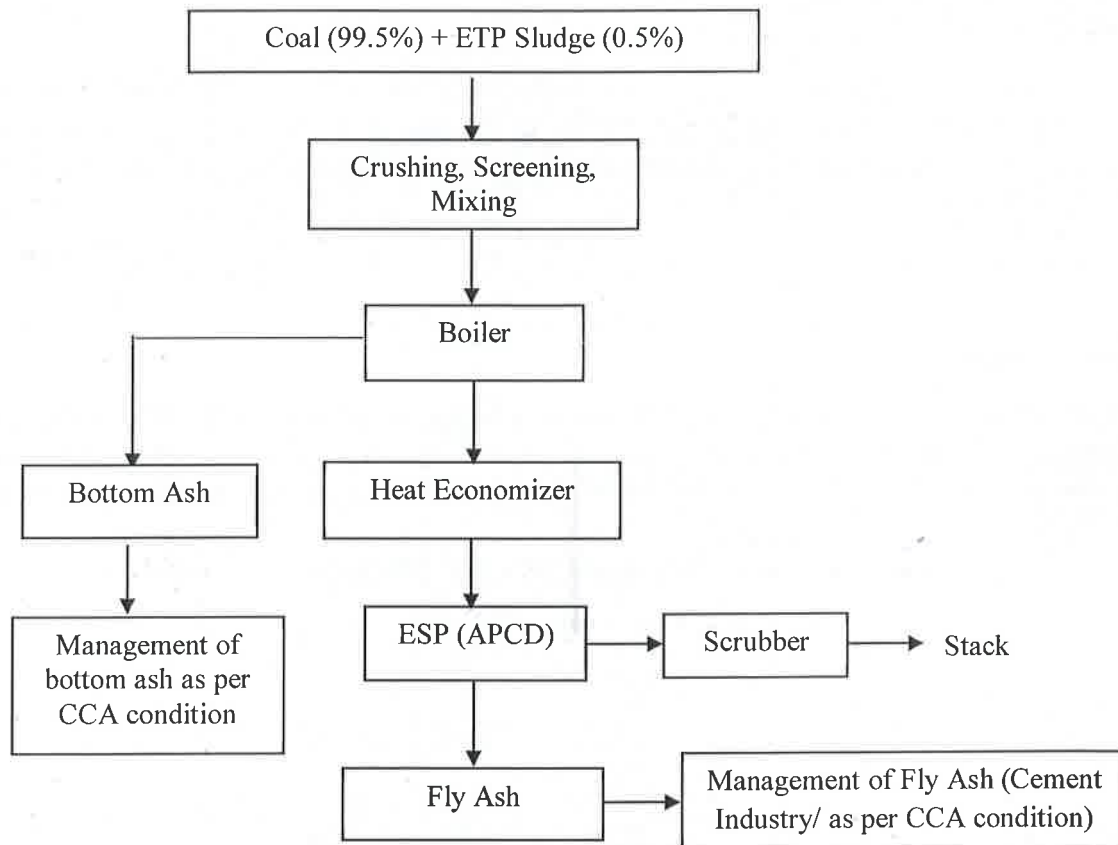 Coal (99.5%) + ETP Sludge (0.5%)
Crushing, Screening,
Mixing
Boiler
Bottom Ash
Heat Economizer
Management of
bottom ash as per
CCA condition
ESP (APCD)
Scrubber
Stack
Fly Ash
Management of Fly Ash (Cement
Industry/ as per CCA condition)